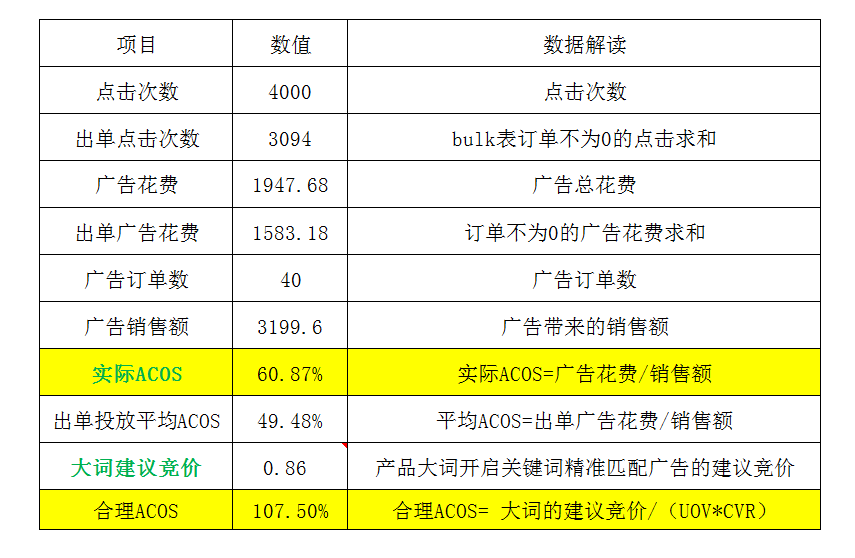 项目 数值 数据解读
点击次数 4000 点击次数
出单点击次数 3094 bulk表订单不为0的点击求和
广告花费 1947.68 广告总花费
出单广告花费 1583.18 订单不为0的广告花费求和
广告订单数 40 广告订单数
广告销售额 3199.6 广告带来的销售额
实际ACOS 60.87% 实际ACOS=广告花费/销售额
出单投放平均ACOS 49.48% 平均ACOS=出单广告花费/销售额
大词建议竞价 0.86 产品大词开启关键词精准匹配广告的建议竞价
合理ACOS 107.50% 合理ACOS= 大词的建议竞价/（UOV*CVR）